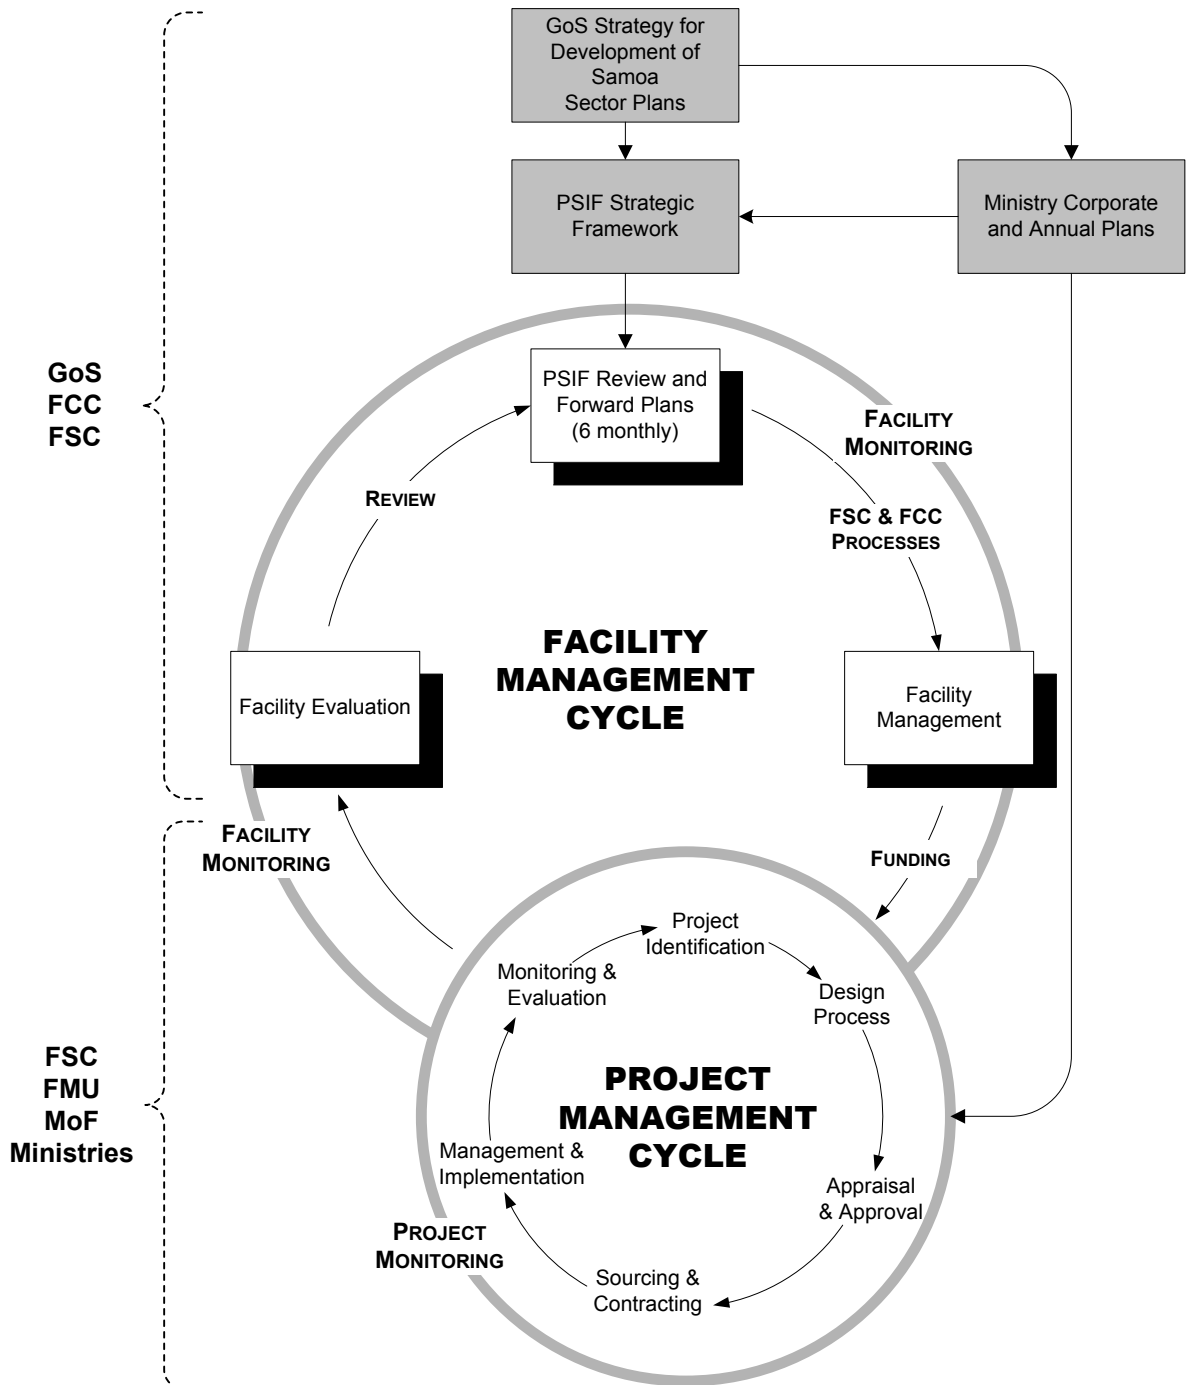 GoS Strategy for
Development of
Samoa
Sector Plans
PSIF Strategic
Framework
Ministry Corporate
and Annual Plans
GoS
FCC
FSC
PSIF Review and
Forward Plans
(6 monthly)
FACILITY
MONITORING
REVIEW
FSC & FCC
PROCESSES
FACILITY
MANAGEMENT
CYCLE
Facility Evaluation
Facility
Management
FACILITY
MONITORING
FUNDING
Project
Identification
Monitoring &
Evaluation
Design
Process
FSC
FMU
MoF
Ministries
PROJECT
MANAGEMENT
CYCLE
Management &
Implementation
Appraisal
& Approval
PROJECT
MONITORING
Sourcing &
Contracting